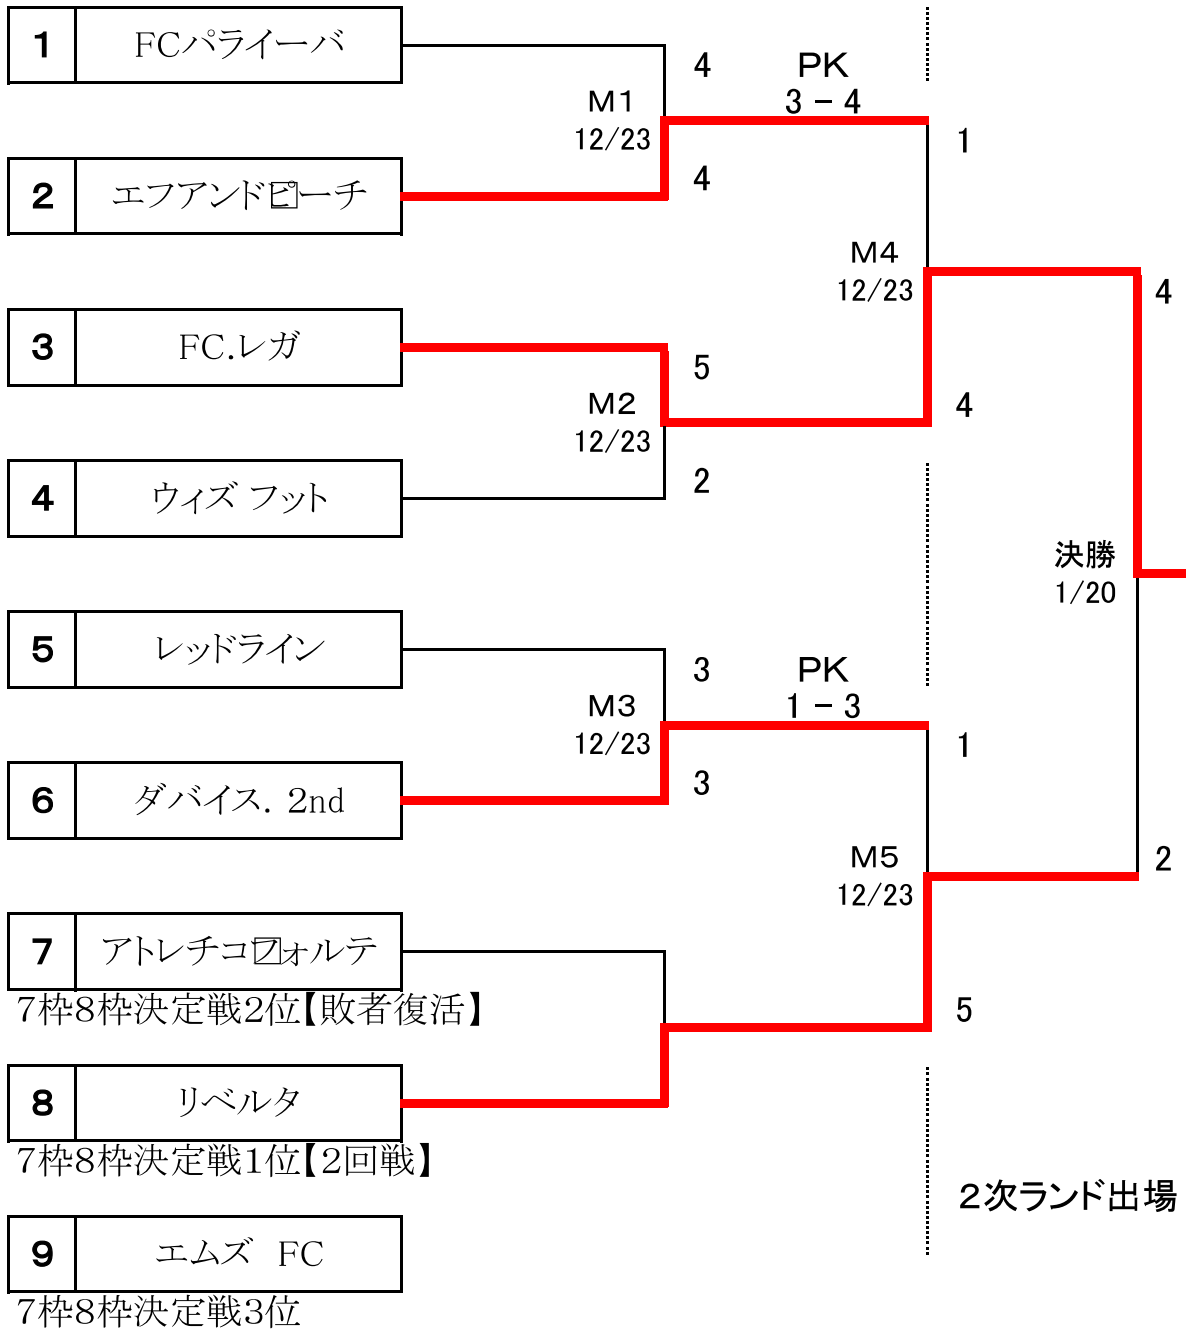 1 FCパライーバ
4
PK
3 － 4
M1
12/23
1
2 エフアンドピーチ
4
M4
12/23
4
3 FC.レガ
5
M2
12/23
4
4 ウィズ フット
2
決勝
1/20
5 レッドライン
3
PK
1 － 3
M3
12/23
1
6 ダバイス．2nd
3
M5
12/23
2
7 アトレチコフォルテ
7枠8枠決定戦2位【敗者復活】
5
8 リベルタ
7枠8枠決定戦1位【2回戦】
2次ランド出場
9 エムズ　FC
7枠8枠決定戦3位